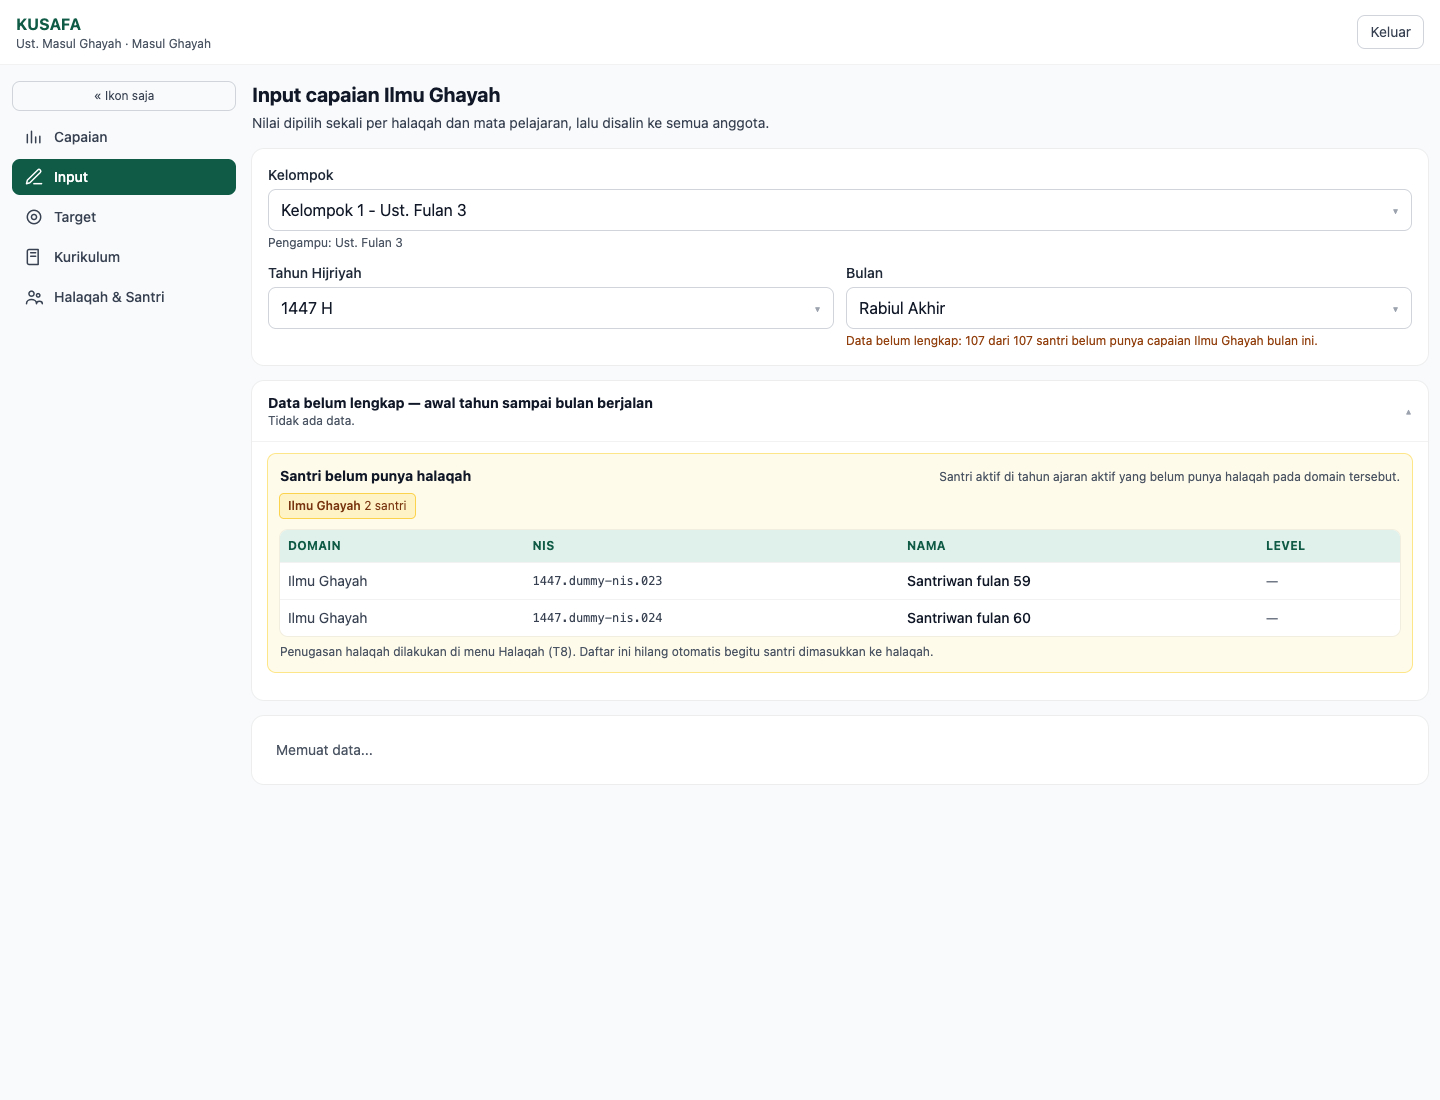 KUSAFA
Ust. Masul Ghayah · Masul Ghayah
Keluar
« Ikon saja
Capaian
Input
Target
Kurikulum
Halaqah & Santri
Input capaian Ilmu Ghayah
Nilai dipilih sekali per halaqah dan mata pelajaran, lalu disalin ke semua anggota.
Kelompok
Kelompok 1 - Ust. Fulan 3
Pengampu: Ust. Fulan 3
Tahun Hijriyah
1447 H
Bulan
Rabiul Akhir
Data belum lengkap: 107 dari 107 santri belum punya capaian Ilmu Ghayah bulan ini.
Data belum lengkap — awal tahun sampai bulan berjalan
Tidak ada data.
Santri belum punya halaqah
Santri aktif di tahun ajaran aktif yang belum punya halaqah pada domain tersebut.
Ilmu Ghayah 2 santri
DOMAIN NIS NAMA LEVEL
Ilmu Ghayah 1447.dummy-nis.023 Santriwan fulan 59 —
Ilmu Ghayah 1447.dummy-nis.024 Santriwan fulan 60 —
Penugasan halaqah dilakukan di menu Halaqah (T8). Daftar ini hilang otomatis begitu santri dimasukkan ke halaqah.
Memuat data...